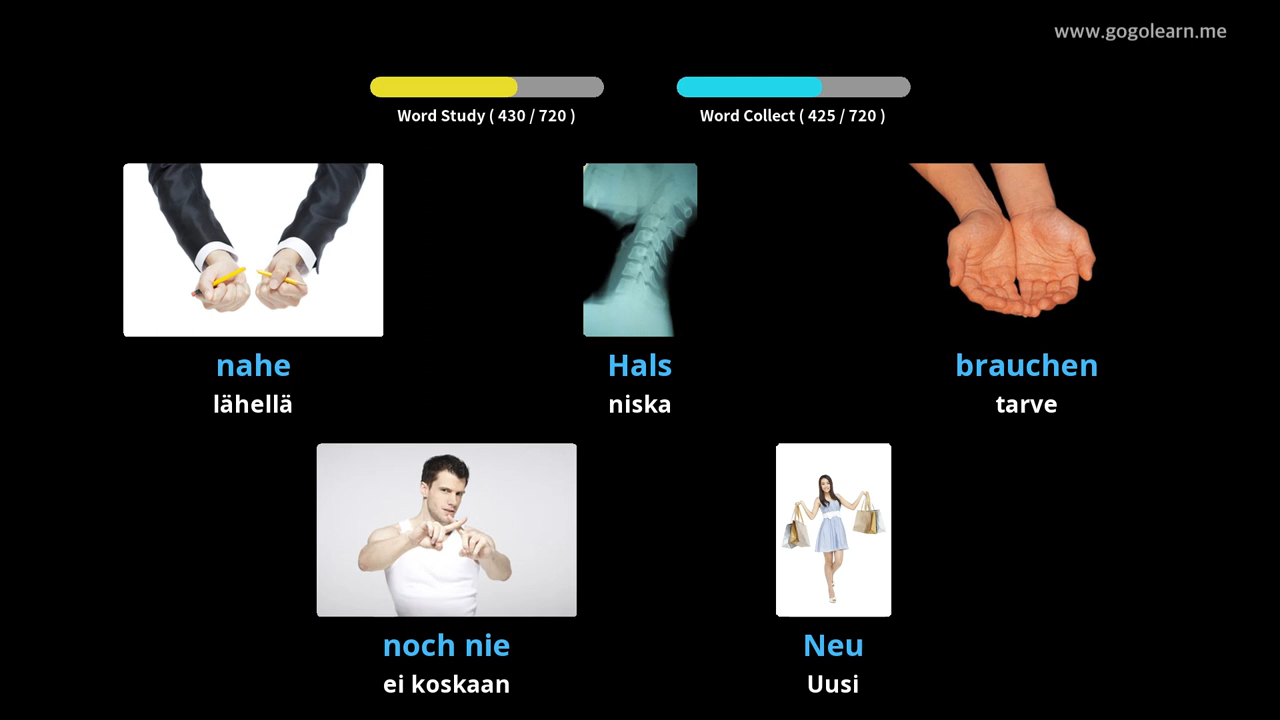 www.gogolearn.me
Word Study ( 430 / 720 )
Word Collect ( 425 / 720 )
nahe
lähellä
Hals
niska
brauchen
tarve
noch nie
ei koskaan
Neu
Uusi